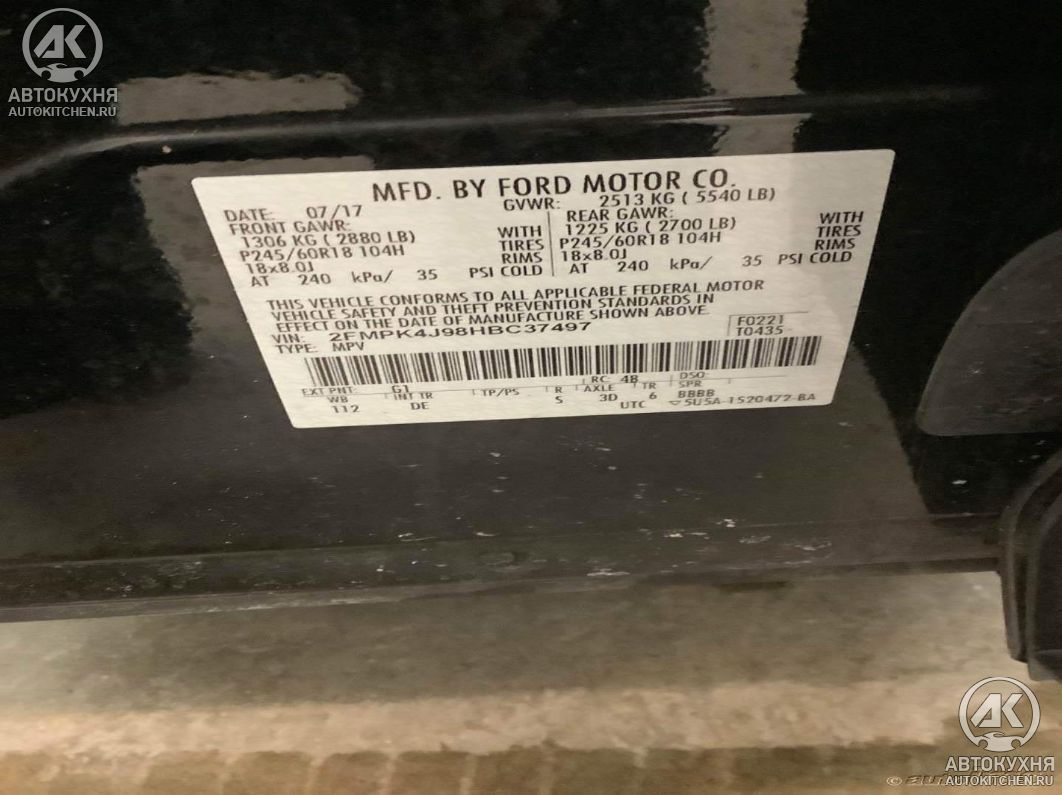 АК
АВТОКУХНЯ
AUTOKITCHEN.RU
MFD. BY FORD MOTOR CO.
DATE: 07/17 GVWR: 2513 KG ( 5540 LB)
FRONT GAWR: REAR GAWR:
1306 KG ( 2880 LB) WITH 1225 KG ( 2700 LB) WITH
P245/60R18 104H TIRES P245/60R18 104H TIRES
18x8.0J RIMS 18x8.0J RIMS
AT 240 kPa/ 35 PSI COLD AT 240 kPa/ 35 PSI COLD
THIS VEHICLE CONFORMS TO ALL APPLICABLE FEDERAL MOTOR
VEHICLE SAFETY AND THEFT PREVENTION STANDARDS IN
EFFECT ON THE DATE OF MANUFACTURE SHOWN ABOVE.
VIN: 2FMPK4J98HBC37497 F0221
TYPE: MPV T0435
EXT PNT: G1 RC: 4B DSO:
WB INT TR TP/PS R AXLE TR SPR
112 DE S 3D 6 BBBB
UTC 5U5A-1520472-BA
АК
АВТОКУХНЯ
AUTOKITCHEN.RU